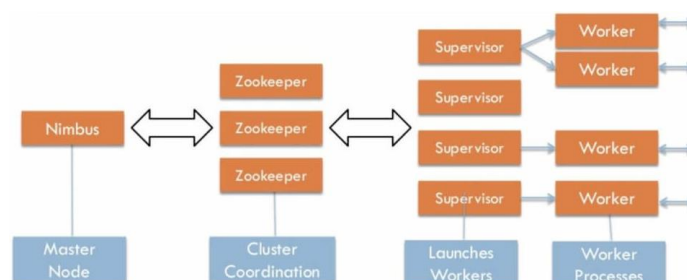 Nimbus
Zookeeper
Zookeeper
Zookeeper
Supervisor
Supervisor
Supervisor
Supervisor
Worker
Worker
Worker
Worker
Master
Node
Cluster
Coordination
Launches
Workers
Worker
Processes